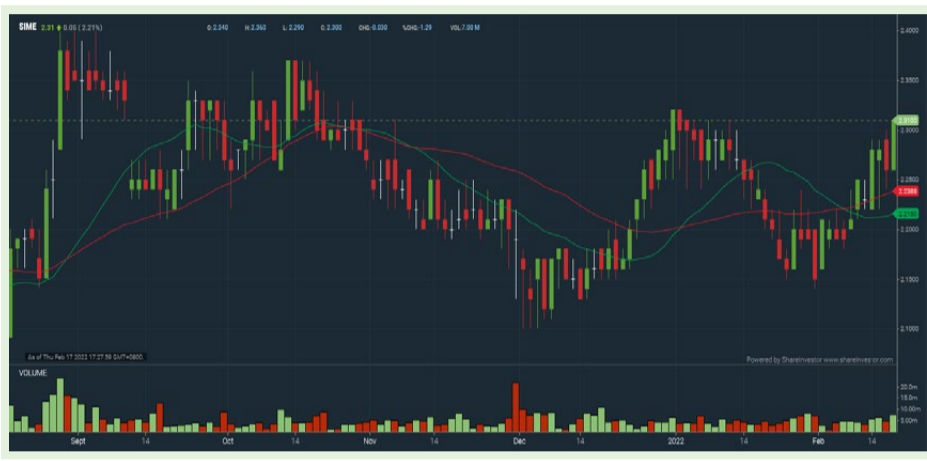 SIME 2.31 0.05 (2.21%) O: 2.340 H: 2.360 L: 2.290 C: 2.300 CHG:-0.030 %CHG:-1.29 VOL:7.00 M
2.4000
2.3500
2.3100
2.3000
2.2500
2.2000
2.1500
2.1000
As of Thu Feb 17 2022 17:27:59 GMT+0800.
Powered by ShareInvestor www.shareinvestor.com
VOLUME
20.0m
15.0m
10.00m
5.00m
Sept 14 Oct 14 Nov 14 Dec 14 2022 14 Feb 14